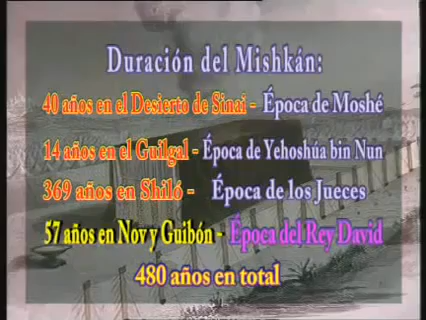 Duración del Mishkán:
40 años en el Desierto de Sinai - Época de Moshé
14 años en el Guilgal - Época de Yehoshúa bin Nun
369 años en Shiló - Época de los Jueces
57 años en Nov y Guibón - Época del Rey David
480 años en total